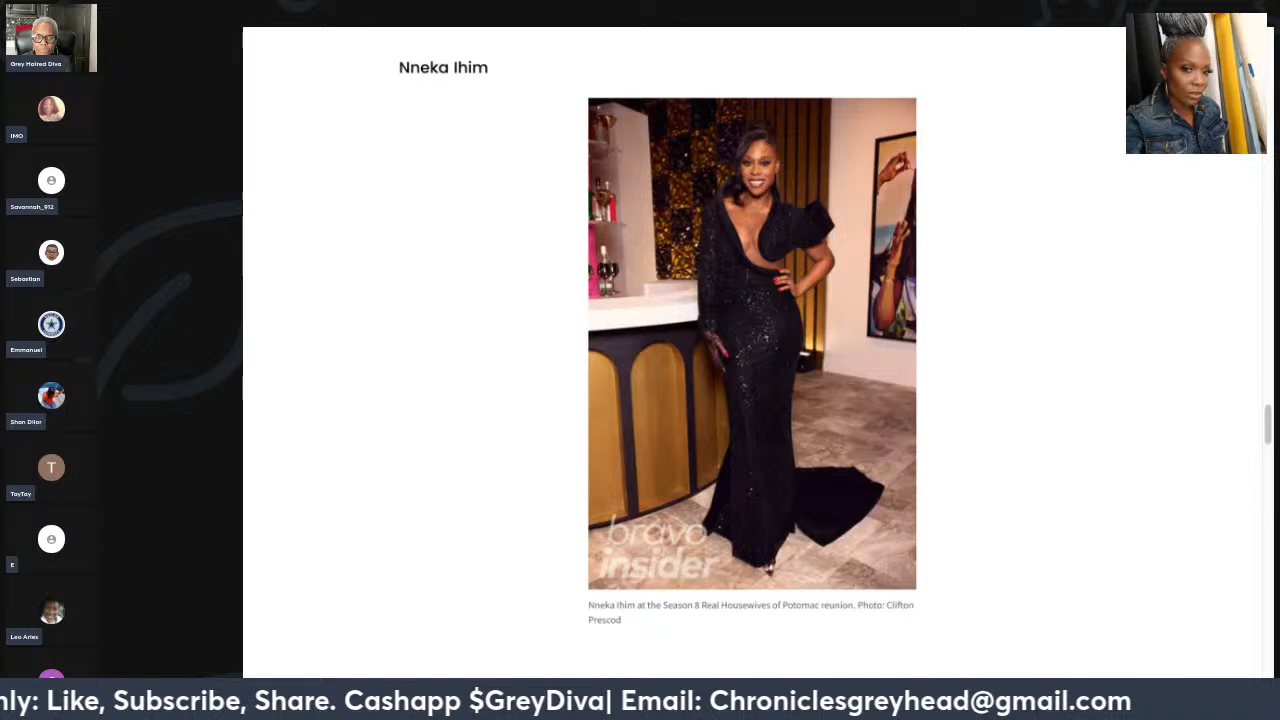 Grey Haired Diva
IMO
Savannah_912
Sebastian
Emmanuel
Shan Dilor
T
TayTay
E
Leo Aries
Nneka Ihim
bravo
insider
Nneka Ihim at the Season 8 Real Housewives of Potomac reunion. Photo: Clifton
Prescod
nly: Like, Subscribe, Share. Cashapp $GreyDiva| Email: Chroniclesgreyhead@gmail.com